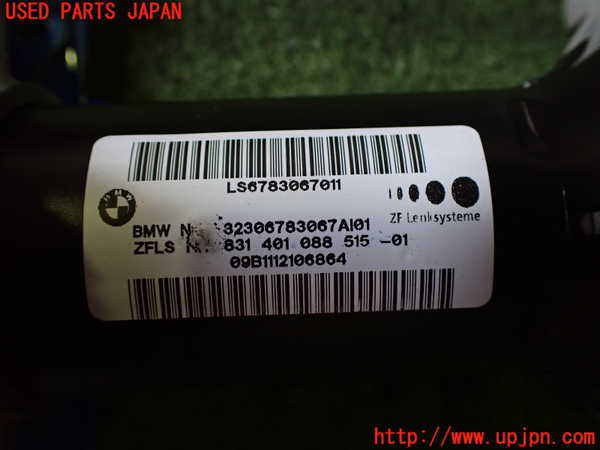 USED PARTS JAPAN
LS6783067011
BMW
ZF Lenksysteme
BMW N 32306783067AI01
ZFLS N. 831 401 088 515 -01
09B1112106864
http://www.upjpn.com/